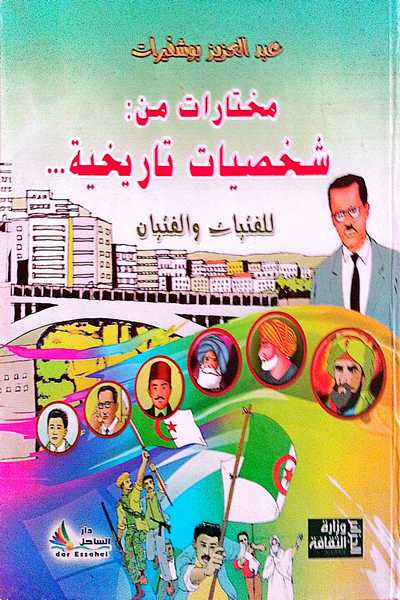 عبد العزيز بوشفيرات
مختارات من:
شخصيات تاريخية...
للفتيات والفتيان
دار
الساحل
dar Essahel
وزارة
الثقافة